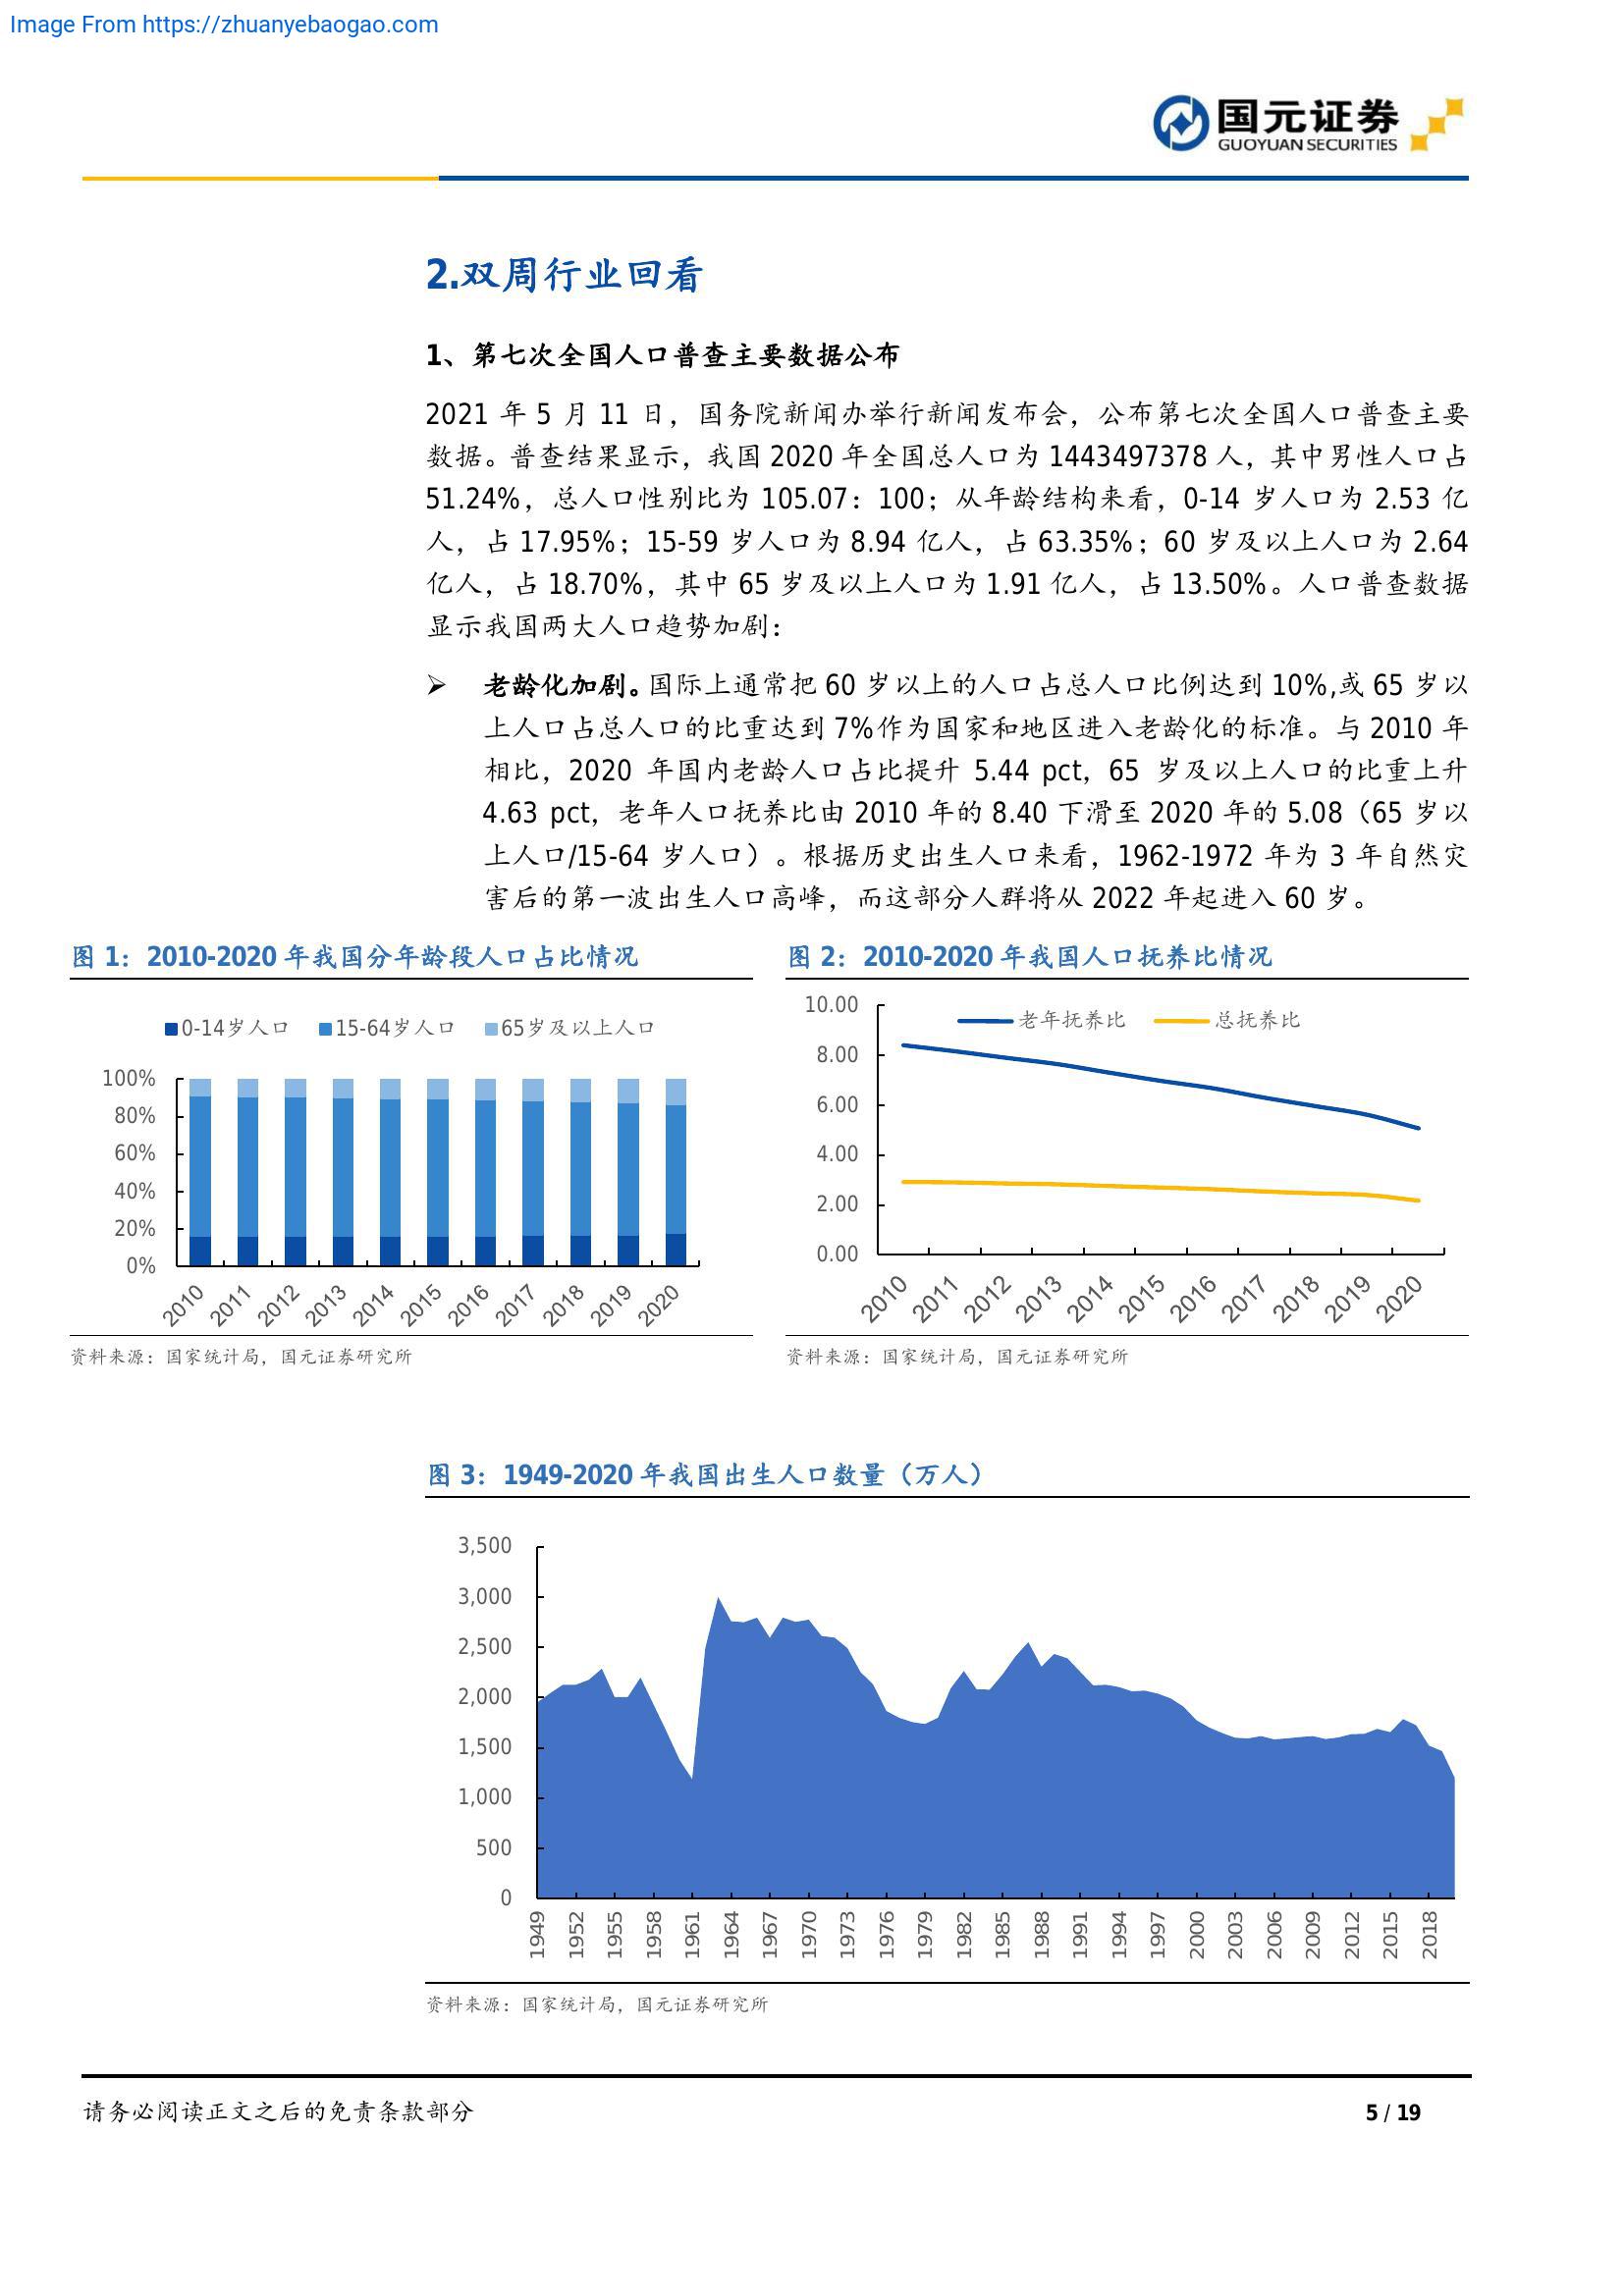 Image From https://zhuanyebaogao.com
国元证券
GUOYUAN SECURITIES
2.双周行业回看
1、第七次全国人口普查主要数据公布
2021 年 5 月 11 日，国务院新闻办举行新闻发布会，公布第七次全国人口普查主要
数据。普查结果显示，我国 2020 年全国总人口为 1443497378 人，其中男性人口占
51.24%，总人口性别比为 105.07：100；从年龄结构来看，0-14 岁人口为 2.53 亿
人，占 17.95%；15-59 岁人口为 8.94 亿人，占 63.35%；60 岁及以上人口为 2.64
亿人，占 18.70%，其中 65 岁及以上人口为 1.91 亿人，占 13.50%。人口普查数据
显示我国两大人口趋势加剧：
➢ 老龄化加剧。国际上通常把 60 岁以上的人口占总人口比例达到 10%,或 65 岁以
上人口占总人口的比重达到 7%作为国家和地区进入老龄化的标准。与 2010 年
相比，2020 年国内老龄人口占比提升 5.44 pct，65 岁及以上人口的比重上升
4.63 pct，老年人口抚养比由 2010 年的 8.40 下滑至 2020 年的 5.08（65 岁以
上人口/15-64 岁人口）。根据历史出生人口来看，1962-1972 年为 3 年自然灾
害后的第一波出生人口高峰，而这部分人群将从 2022 年起进入 60 岁。
图 1：2010-2020 年我国分年龄段人口占比情况
0-14岁人口 15-64岁人口 65岁及以上人口
100%
80%
60%
40%
20%
0%
2010 2011 2012 2013 2014 2015 2016 2017 2018 2019 2020
资料来源：国家统计局，国元证券研究所
图 2：2010-2020 年我国人口抚养比情况
老年抚养比 总抚养比
10.00
8.00
6.00
4.00
2.00
0.00
2010 2011 2012 2013 2014 2015 2016 2017 2018 2019 2020
资料来源：国家统计局，国元证券研究所
图 3：1949-2020 年我国出生人口数量（万人）
3,500
3,000
2,500
2,000
1,500
1,000
500
0
1949 1952 1955 1958 1961 1964 1967 1970 1973 1976 1979 1982 1985 1988 1991 1994 1997 2000 2003 2006 2009 2012 2015 2018
资料来源：国家统计局，国元证券研究所
请务必阅读正文之后的免责条款部分
5 / 19